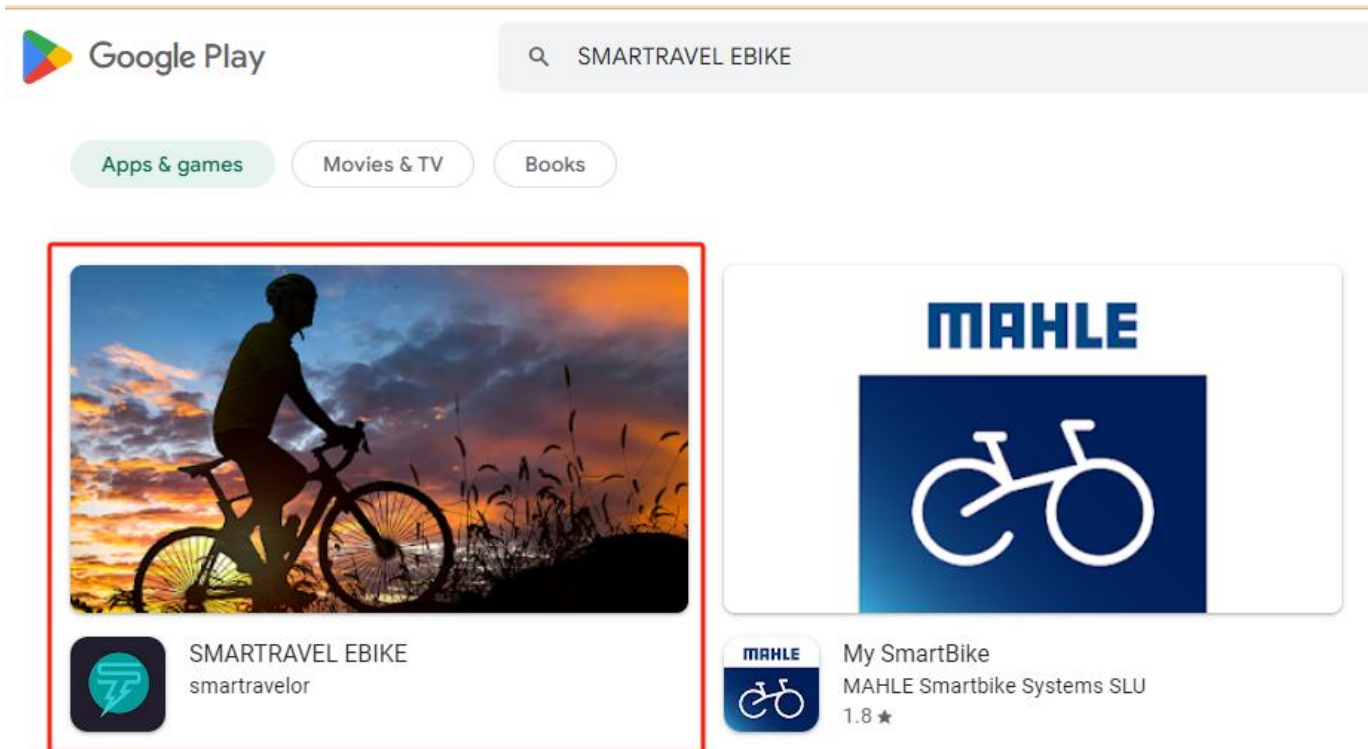 Google Play
SMARTRAVEL EBIKE
Apps & games
Movies & TV
Books
MAHLE
SMARTRAVEL EBIKE
smartravelor
MAHLE
My SmartBike
MAHLE Smartbike Systems SLU
1.8 ★